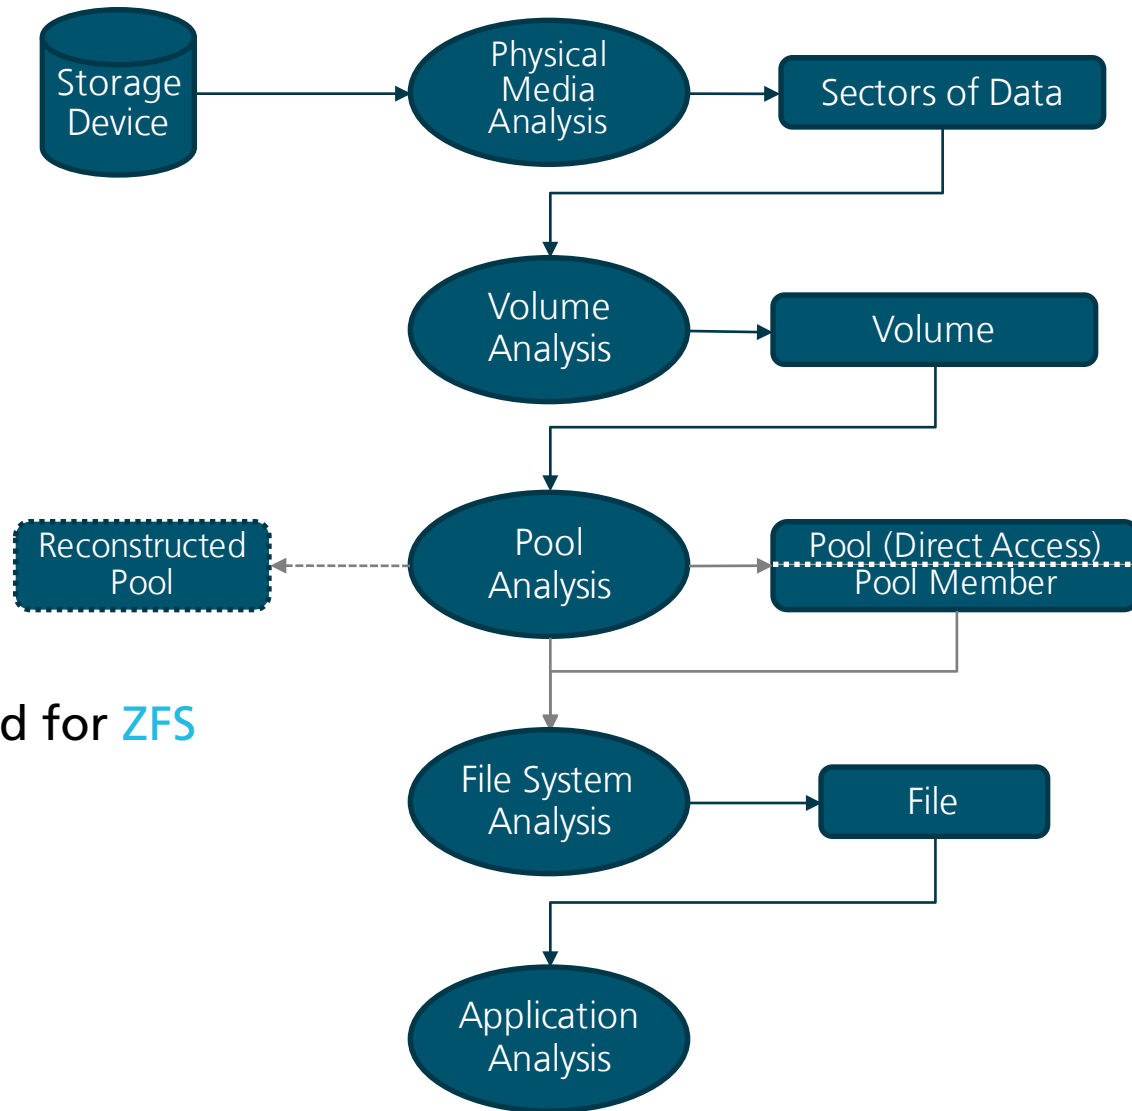 Storage
Device
Physical
Media
Analysis
Sectors of Data
Volume
Analysis
Volume
Reconstructed
Pool
Pool
Analysis
Pool (Direct Access)
Pool Member
d for ZFS
File System
Analysis
File
Application
Analysis